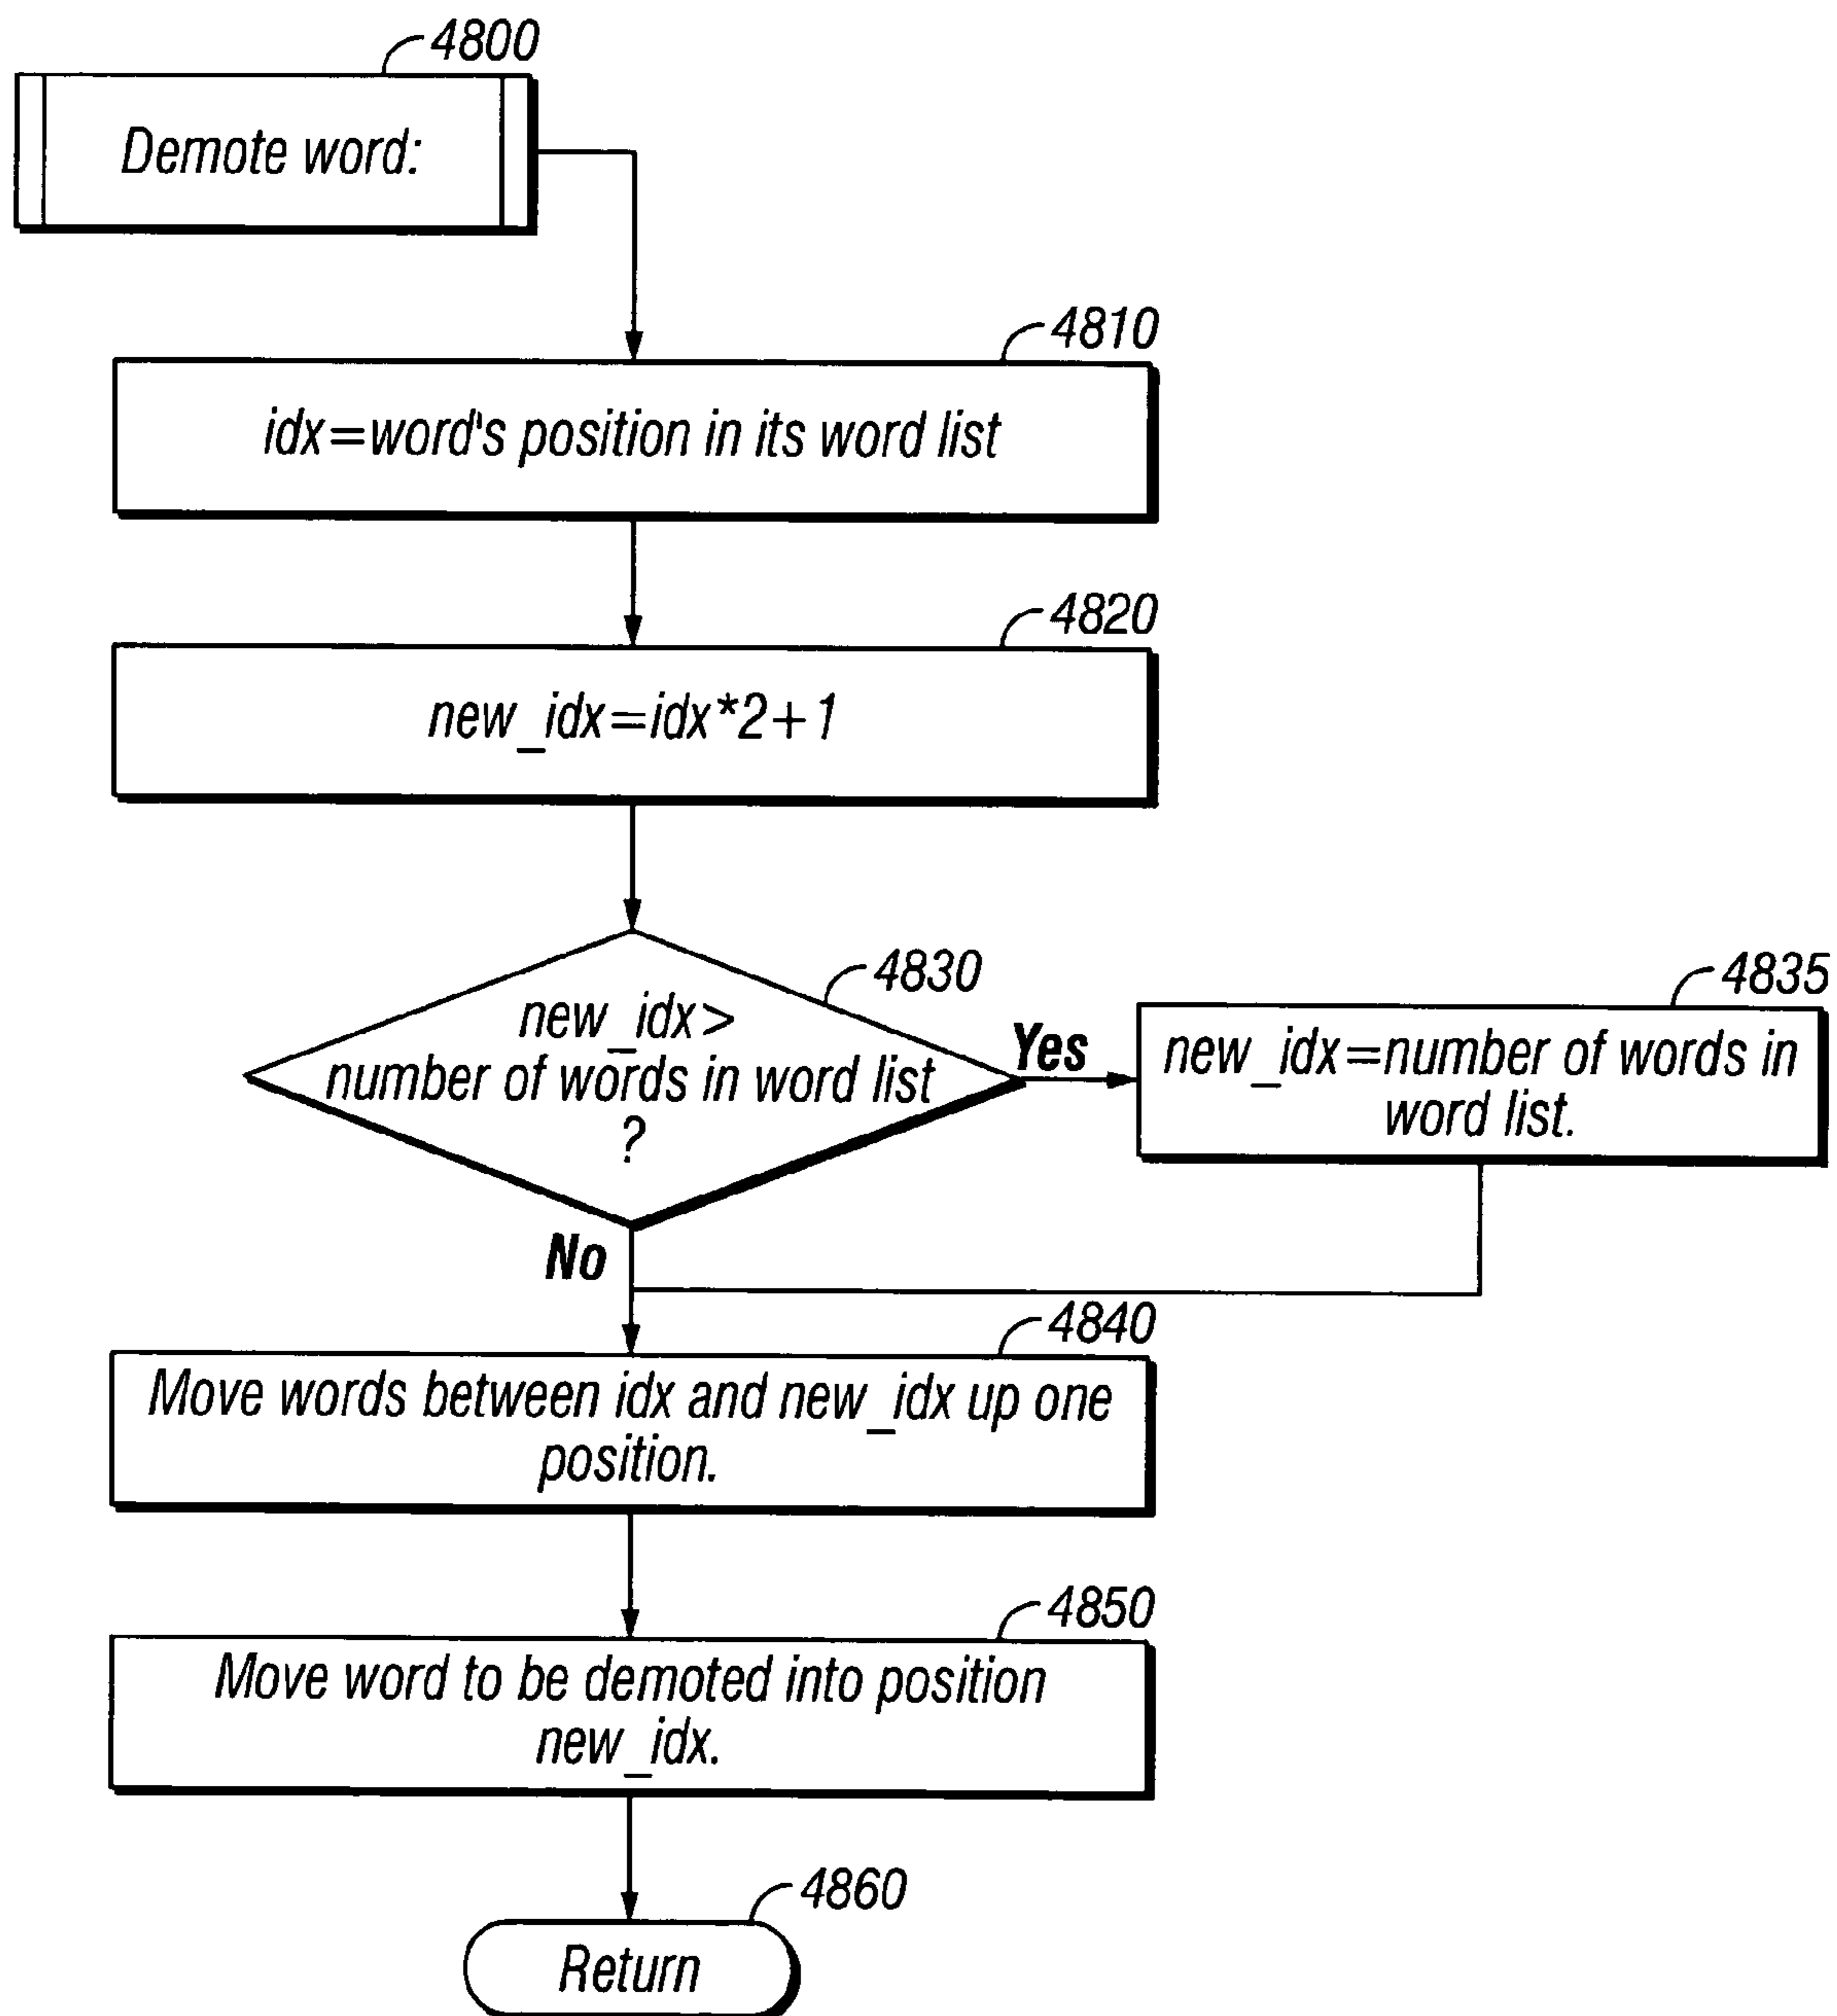 4800
Demote word:
4810
idx=word's position in its word list
4820
new_idx=idx*2+1
4830
new_idx>
number of words in word list
?
Yes
4835
new_idx=number of words in
word list.
No
4840
Move words between idx and new_idx up one
position.
4850
Move word to be demoted into position
new_idx.
4860
Return